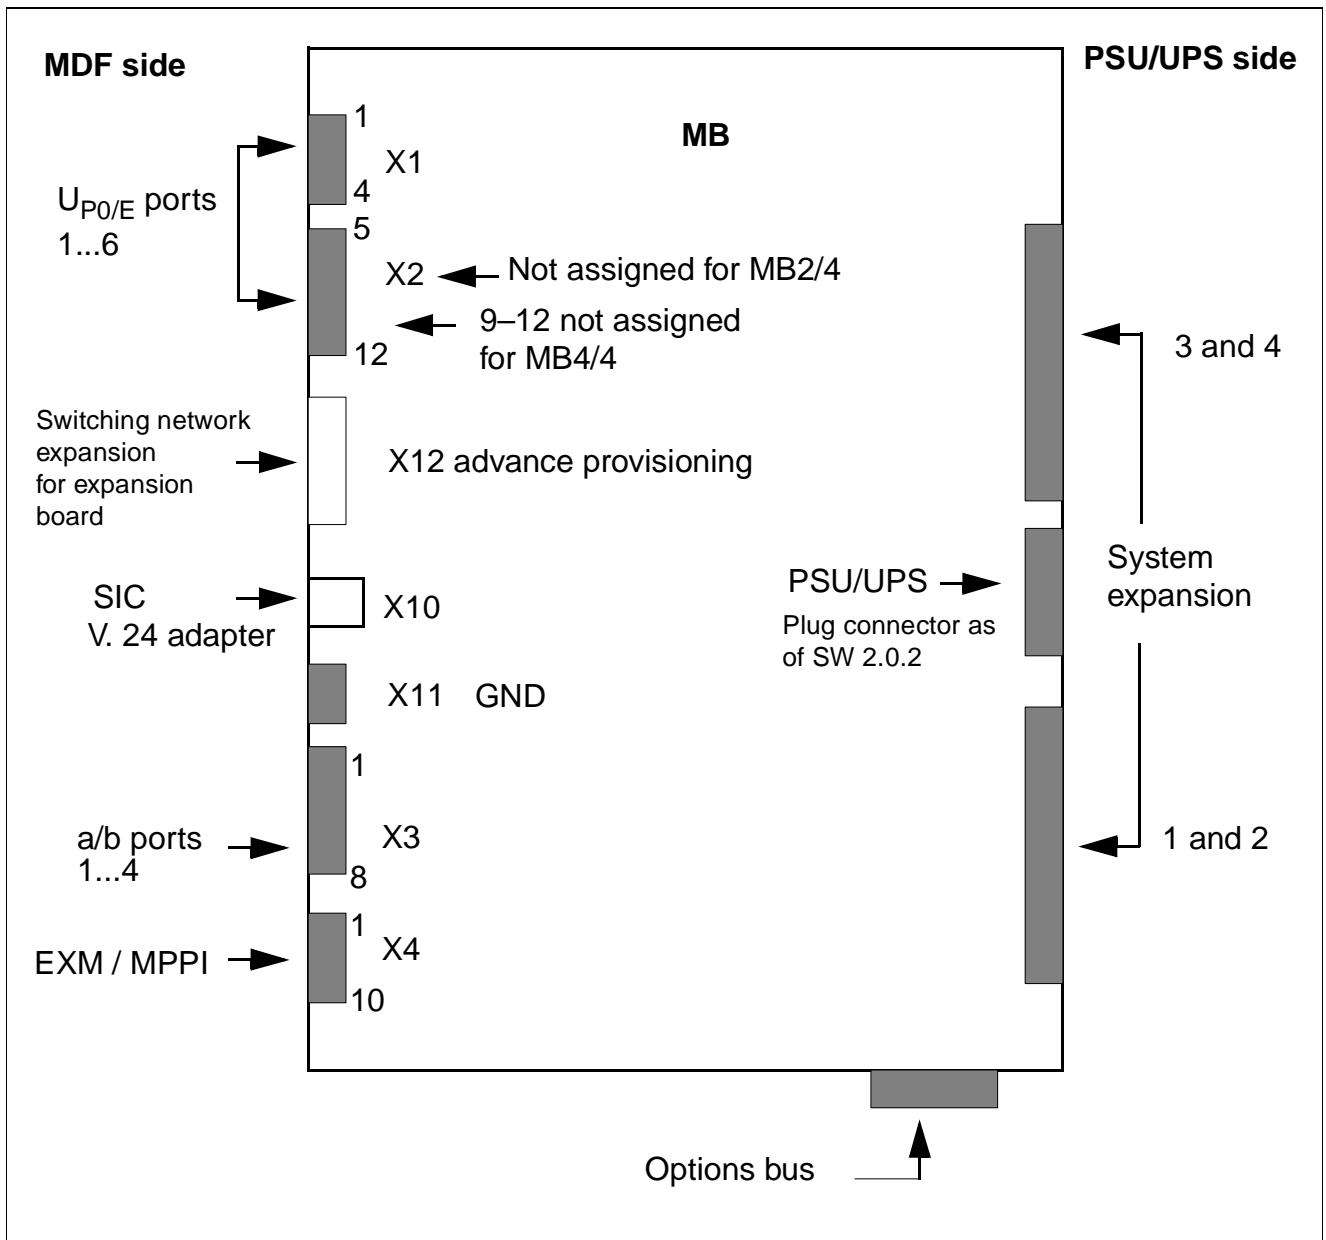 MDF side
PSU/UPS side
MB
1
X1
4
U_P0/E ports
1...6
5
X2
Not assigned for MB2/4
9–12 not assigned
for MB4/4
12
3 and 4
Switching network
expansion
for expansion
board
X12 advance provisioning
System
expansion
PSU/UPS
Plug connector as
of SW 2.0.2
SIC
V. 24 adapter
X10
X11 GND
1
X3
8
a/b ports
1...4
1 and 2
1
X4
10
EXM / MPPI
Options bus